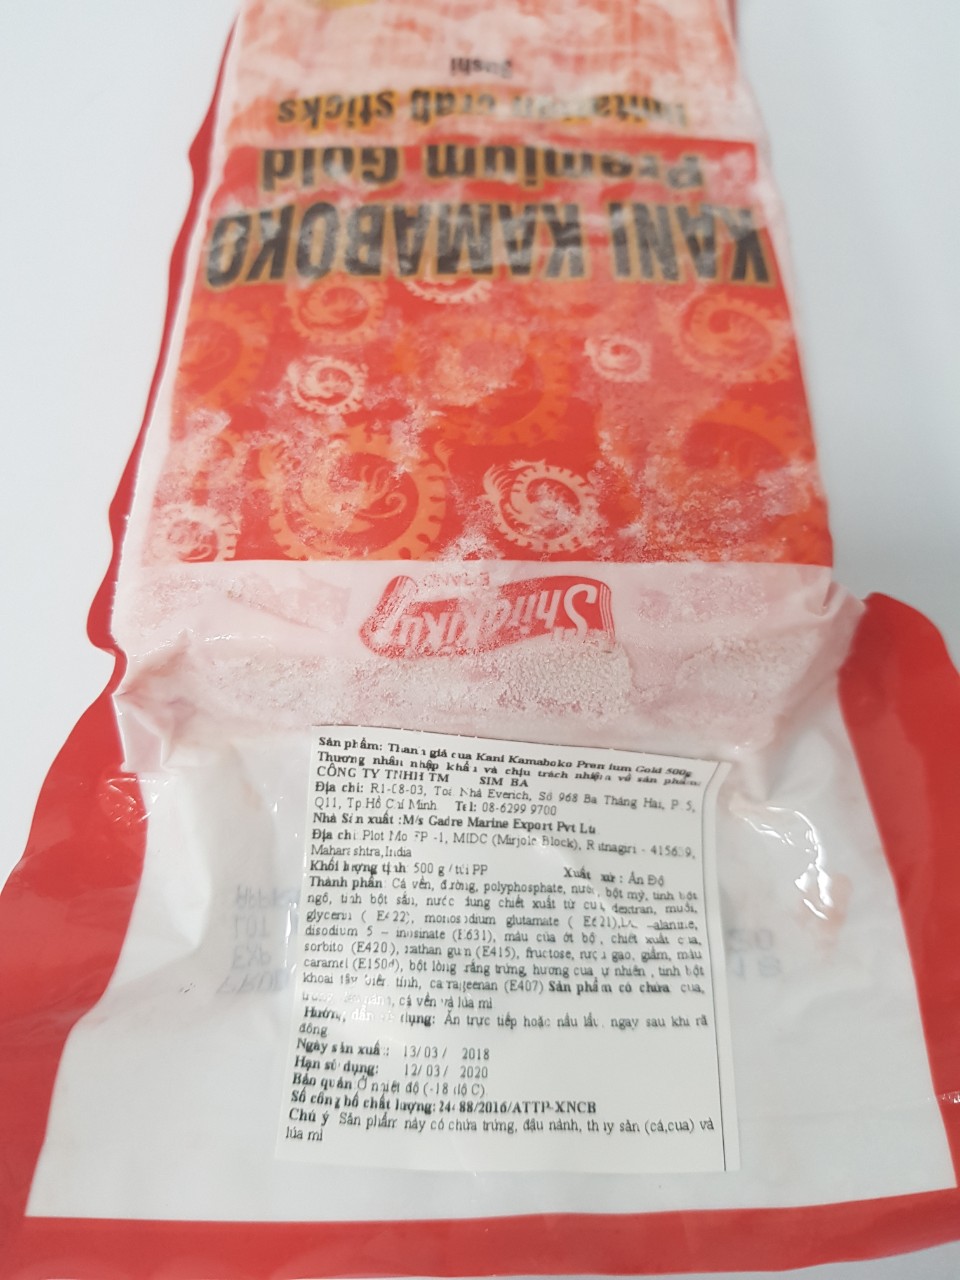 Sushi
Imitation crab sticks
Premium Gold
KANI KAMABOKO
Shirakiku
BRAND
Sản phẩm: Thanh giả cua Kani Kamaboko Premium Gold 500g
Thương nhân nhập khẩu và chịu trách nhiệm về sản phẩm:
CÔNG TY TNHH TM SIM BA
Địa chỉ: R1-C8-03, Toà Nhà Everich, Số 968 Ba Tháng Hai, P.15,
Q11, Tp Hồ Chí Minh Tel: 08-6299 9700
Nhà Sản xuất :M/s Gadre Marine Export Pvt Lt
Địa chỉ: Plot No FP -1, MIDC (Mirjole Block), Ratnagiri -
Maharashtra, India
Khối lượng tịnh: 500 g / túi PP Xuất xứ : Ấn Độ
Thành phần: Cá vền, đường, polyphosphate, nước, bột mỳ, tinh bột
ngô, tinh bột sắn, nước dung chiết xuất từ cua, dextran, muối,
glycerin ( E422), monosodium glutamate ( E621), -alanine,
disodium 5 – inosinate (E631), màu của ớt bộ, chiết xuất cua,
sorbito (E420), xathan gum (E415), fructose, rượu gạo, giấm, màu
caramel (E150d), bột lòng trắng trứng, hương cua tự nhiên , tinh bột
khoai tây biến tính, carrageenan (E407) Sản phẩm có chứa cua,
cá vền và lúa mì
Hướng dẫn sử dụng: Ăn trực tiếp hoặc nấu lẩu, ngay sau khi rã
đông
Ngày sản xuất: 13/03/ 2018
Hạn sử dụng: 12/03/ 2020
Bảo quản Ở nhiệt độ (-18 độ C)
Số công bố chất lượng: 24488/2016/ATTP-XNCB
Chú ý Sản phẩm này có chứa trứng, đậu nành, thủy sản (cá,cua) và
lúa mì